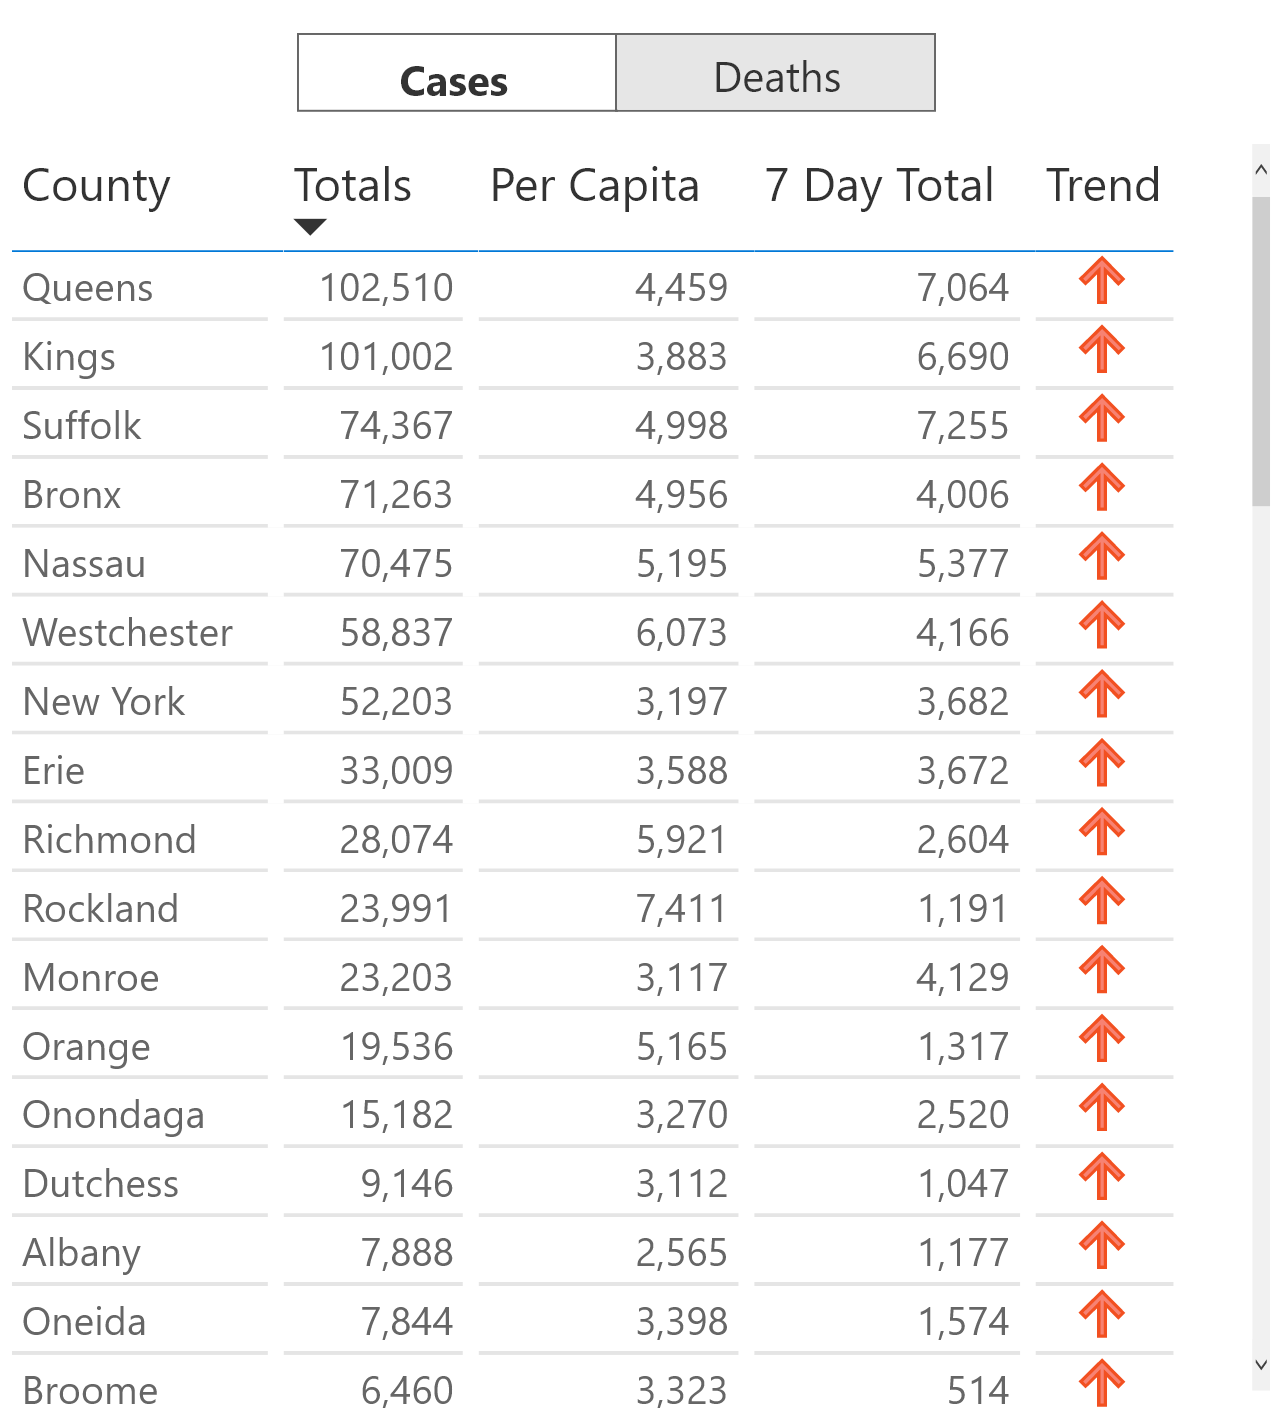 Cases Deaths
County Totals Per Capita 7 Day Total Trend
Queens 102,510 4,459 7,064
Kings 101,002 3,883 6,690
Suffolk 74,367 4,998 7,255
Bronx 71,263 4,956 4,006
Nassau 70,475 5,195 5,377
Westchester 58,837 6,073 4,166
New York 52,203 3,197 3,682
Erie 33,009 3,588 3,672
Richmond 28,074 5,921 2,604
Rockland 23,991 7,411 1,191
Monroe 23,203 3,117 4,129
Orange 19,536 5,165 1,317
Onondaga 15,182 3,270 2,520
Dutchess 9,146 3,112 1,047
Albany 7,888 2,565 1,177
Oneida 7,844 3,398 1,574
Broome 6,460 3,323 514